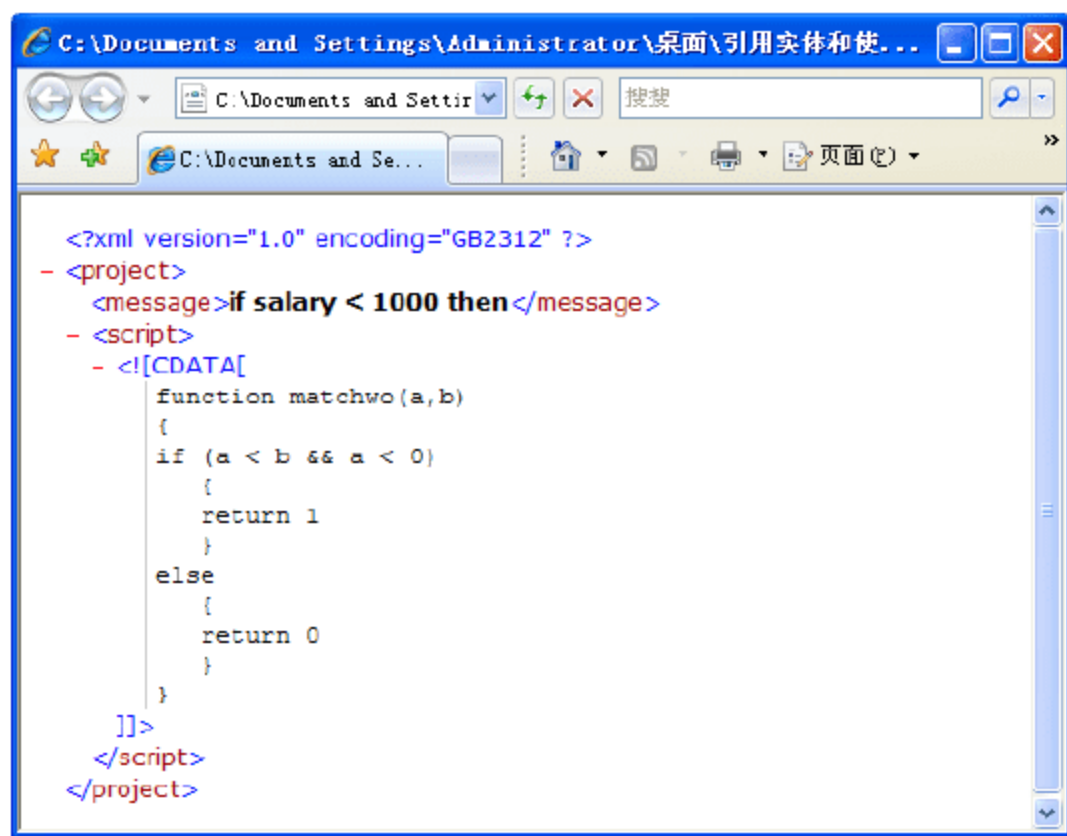 C:\Documents and Settings\Administrator\桌面\引用实体和使...
C:\Documents and Settir
搜搜
C:\Documents and Se...
页面(P)
»
<?xml version="1.0" encoding="GB2312" ?>
- <project>
<message>if salary < 1000 then</message>
- <script>
- <![CDATA[
function matchwo(a,b)
{
if (a < b && a < 0)
{
return 1
}
else
{
return 0
}
}
]]>
</script>
</project>